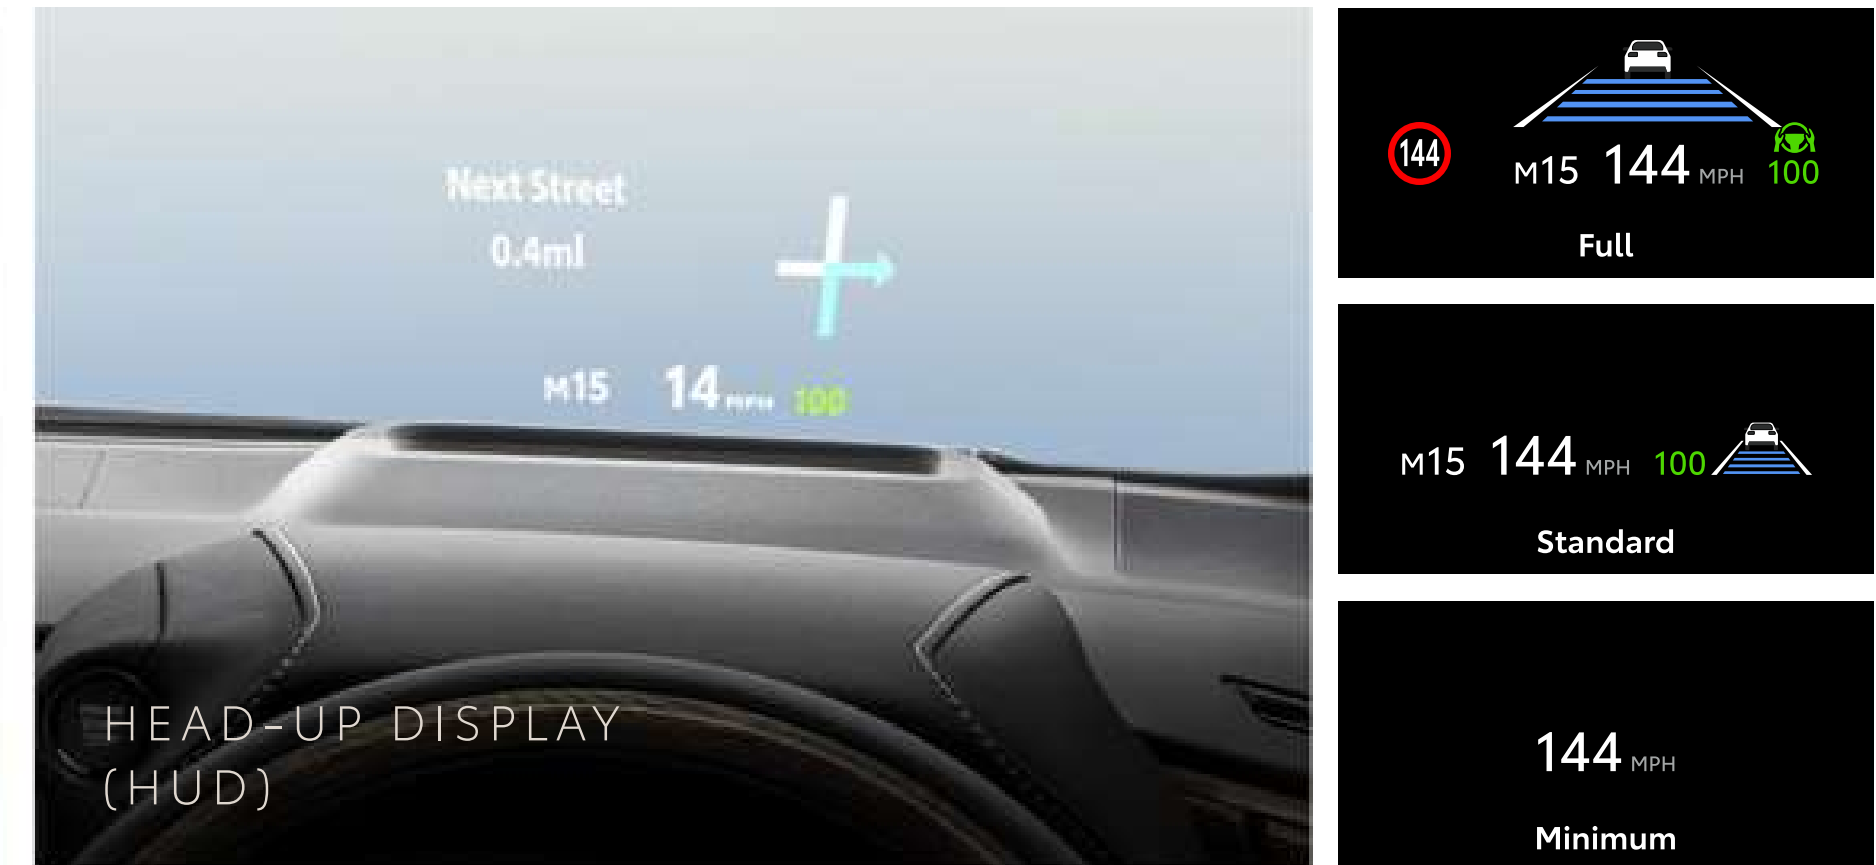 Next Street
0.4ml
M15 14 MPH 100
HEAD-UP DISPLAY
(HUD)
144
M15 144 MPH 100
Full
M15 144 MPH 100
Standard
144 MPH
Minimum